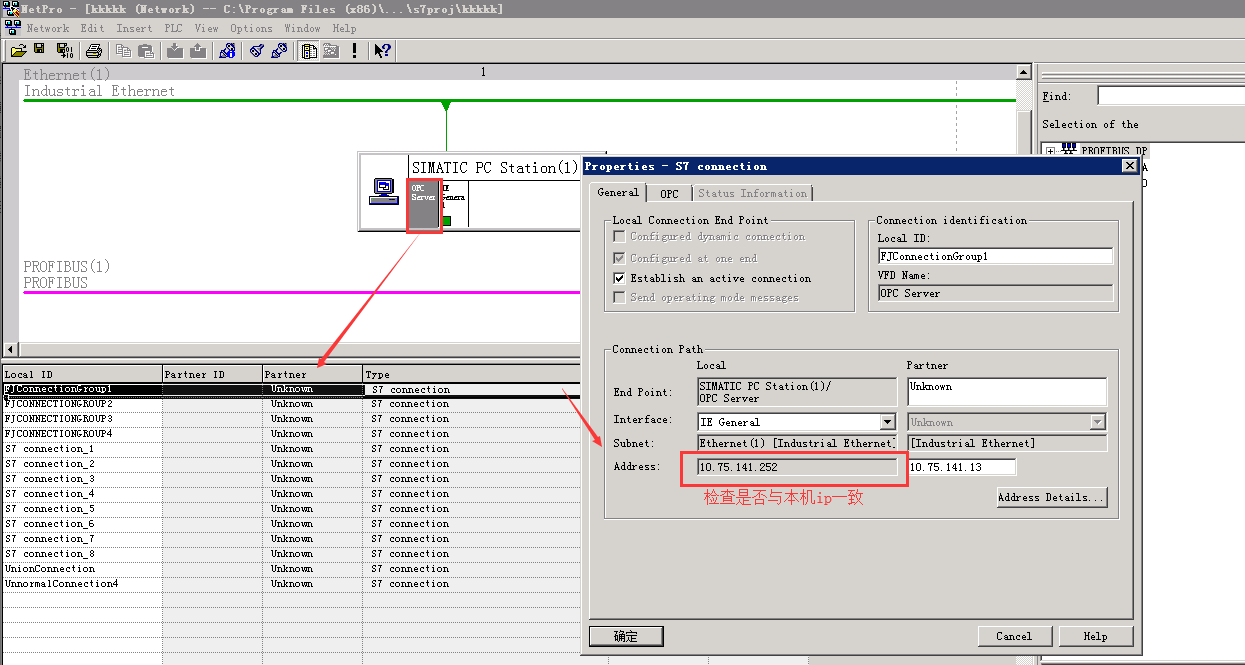 NetPro - [kkkkk (Network) -- C:\Program Files (x86)\...\s7proj\kkkkk]
Network Edit Insert PLC View Options Window Help
Ethernet(1)
Industrial Ethernet
1
SIMATIC PC Station(1)
OPC
Server
IE
General
PROFIBUS(1)
PROFIBUS
Find:
Selection of the
PROFIBUS DP
Local ID Partner ID Partner Type
FJConnectionGroup1 Unknown S7 connection
FJCONNECTIONGROUP2 Unknown S7 connection
FJCONNECTIONGROUP3 Unknown S7 connection
FJCONNECTIONGROUP4 Unknown S7 connection
S7 connection_1 Unknown S7 connection
S7 connection_2 Unknown S7 connection
S7 connection_3 Unknown S7 connection
S7 connection_4 Unknown S7 connection
S7 connection_5 Unknown S7 connection
S7 connection_6 Unknown S7 connection
S7 connection_7 Unknown S7 connection
S7 connection_8 Unknown S7 connection
UnionConnection Unknown S7 connection
UnnormalConnection4 Unknown S7 connection
Properties - S7 connection
General OPC Status Information
Local Connection End Point
Configured dynamic connection
Configured at one end
Establish an active connection
Send operating mode messages
Connection identification
Local ID:
FJConnectionGroup1
VFD Name:
OPC Server
Connection Path
Local Partner
End Point: SIMATIC PC Station(1)/ Unknown
OPC Server
Interface: IE General Unknown
Subnet: Ethernet(1) [Industrial Ethernet] [Industrial Ethernet]
Address: 10.75.141.252 10.75.141.13
检查是否与本机ip一致
Address Details...
确定 Cancel Help